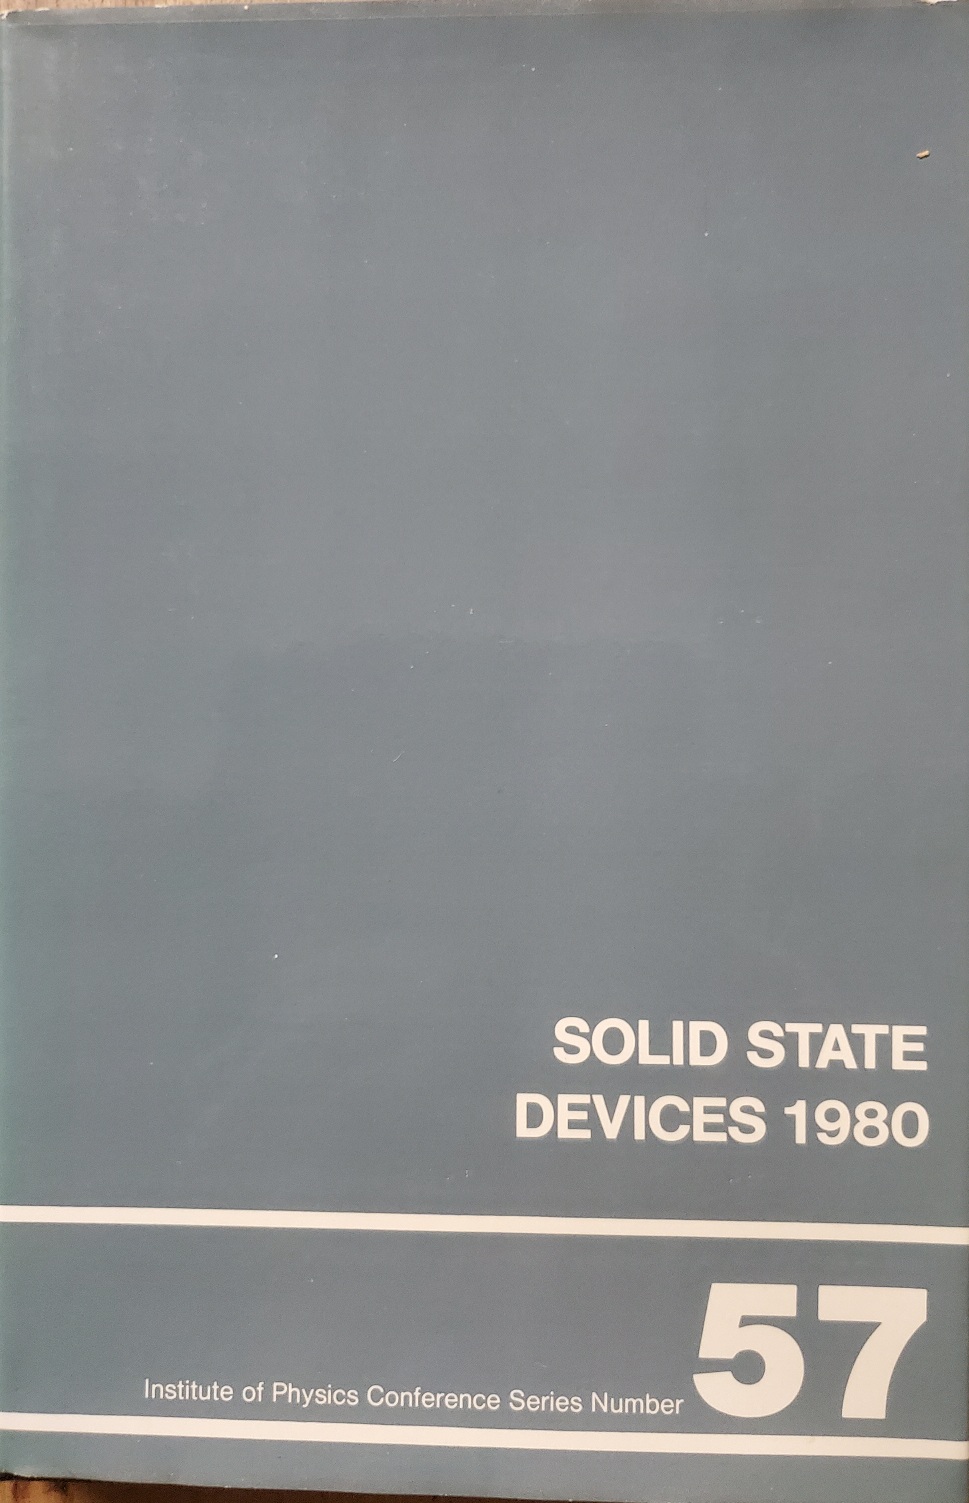 SOLID STATE
DEVICES 1980
Institute of Physics Conference Series Number 57